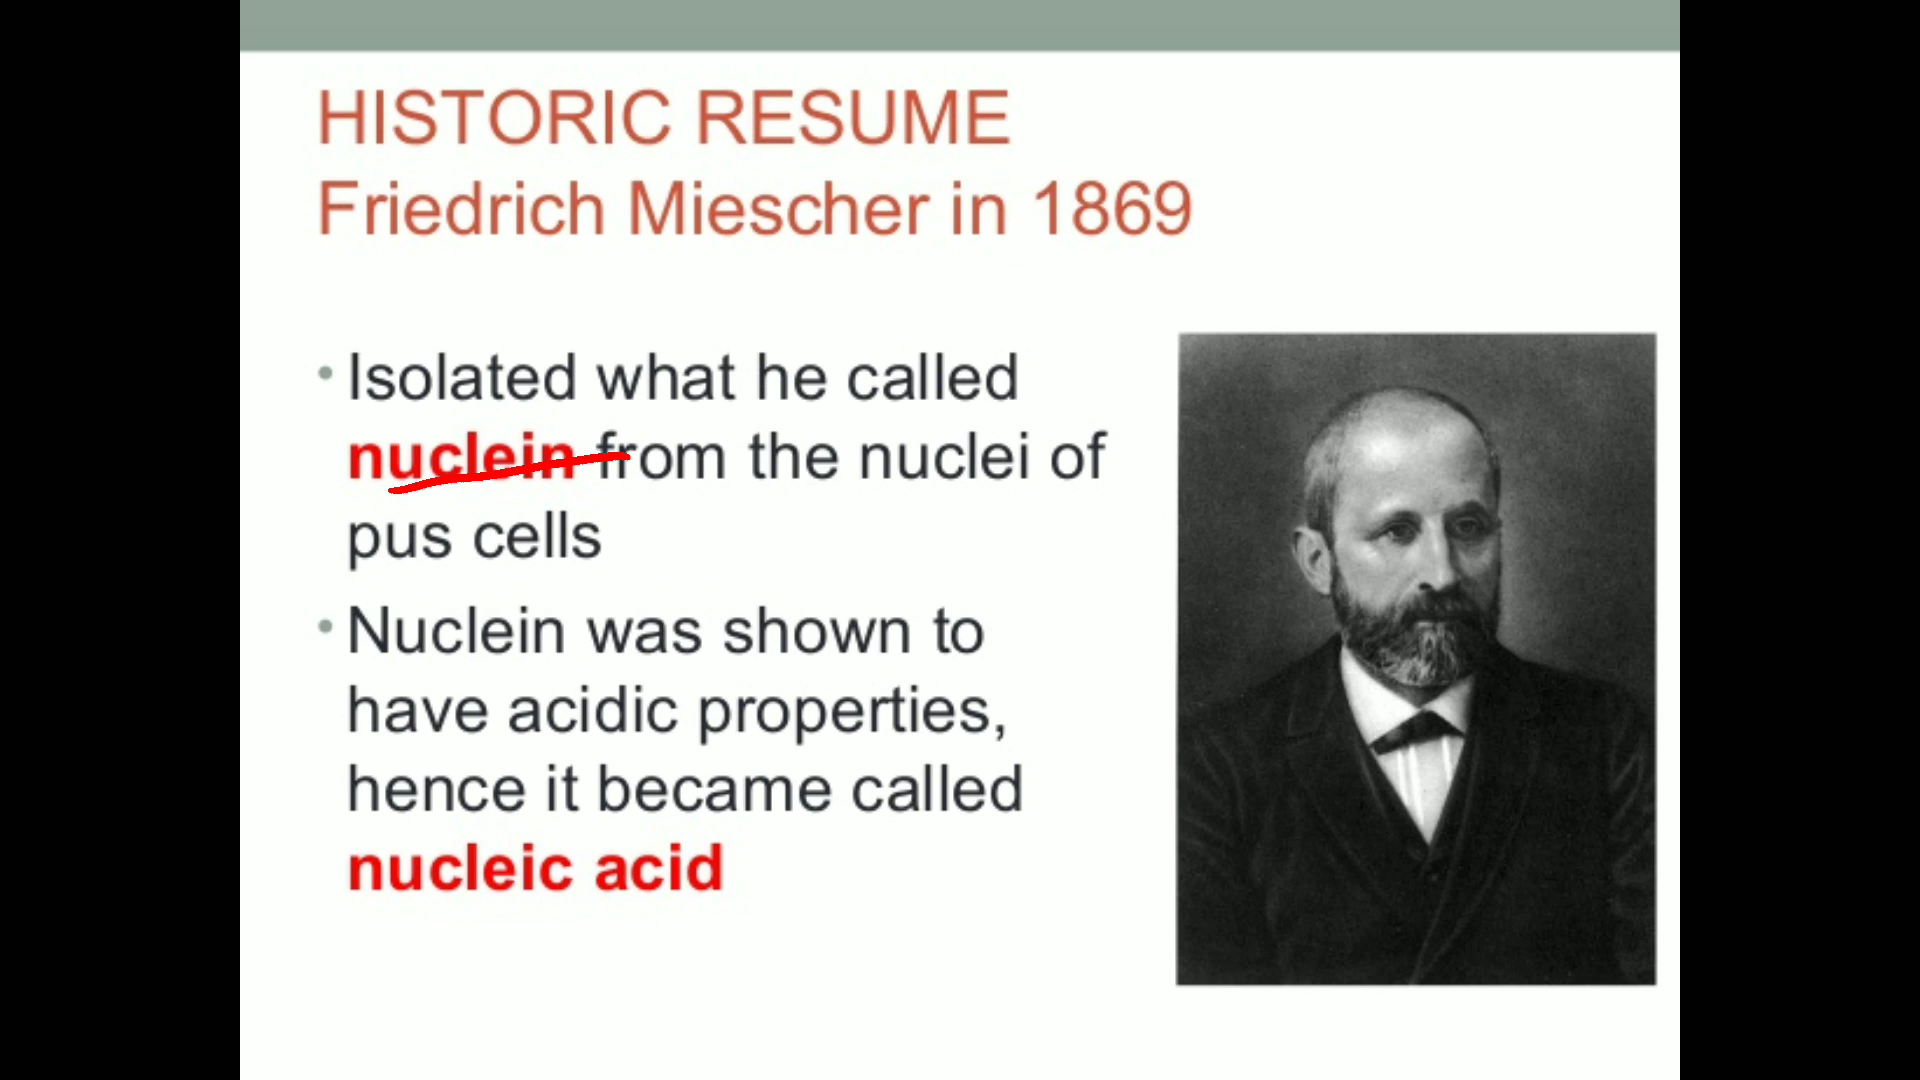 HISTORIC RESUME
Friedrich Miescher in 1869
• Isolated what he called
nuclein from the nuclei of
pus cells
• Nuclein was shown to
have acidic properties,
hence it became called
nucleic acid